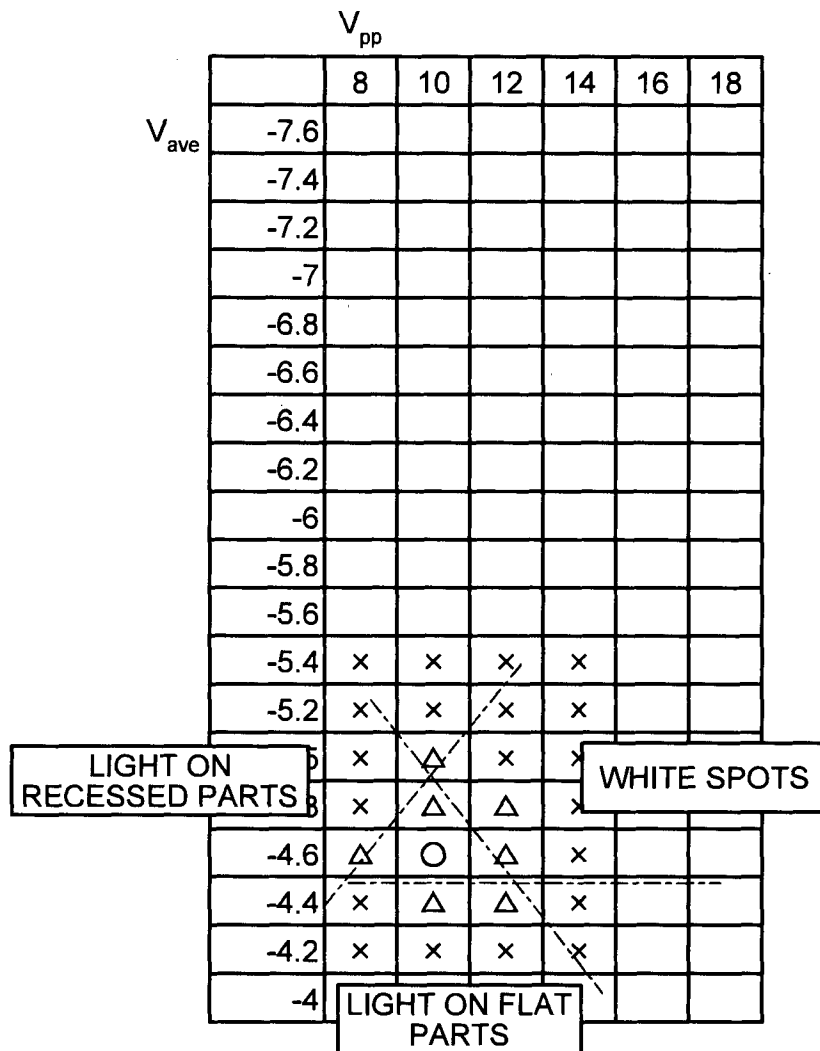 Vpp
8 10 12 14 16 18
Vave
-7.6
-7.4
-7.2
-7
-6.8
-6.6
-6.4
-6.2
-6
-5.8
-5.6
-5.4 × × × ×
-5.2 × × × ×
× △ × ×
LIGHT ON
RECESSED PARTS
WHITE SPOTS
× △ △ ×
-4.6 △ ○ △ ×
-4.4 × △ △ ×
-4.2 × × × ×
-4
LIGHT ON FLAT
PARTS